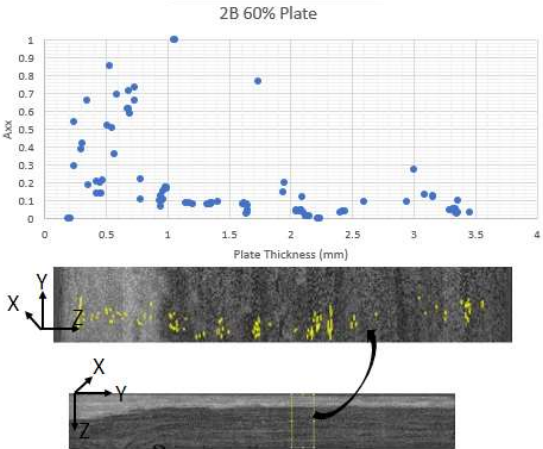 2B 60% Plate
1
0.9
0.8
0.7
0.6
0.5
0.4
0.3
0.2
0.1
0
Axx
0 0.5 1 1.5 2 2.5 3 3.5 4
Plate Thickness (mm)
Y
X
Z
X
Y
Z